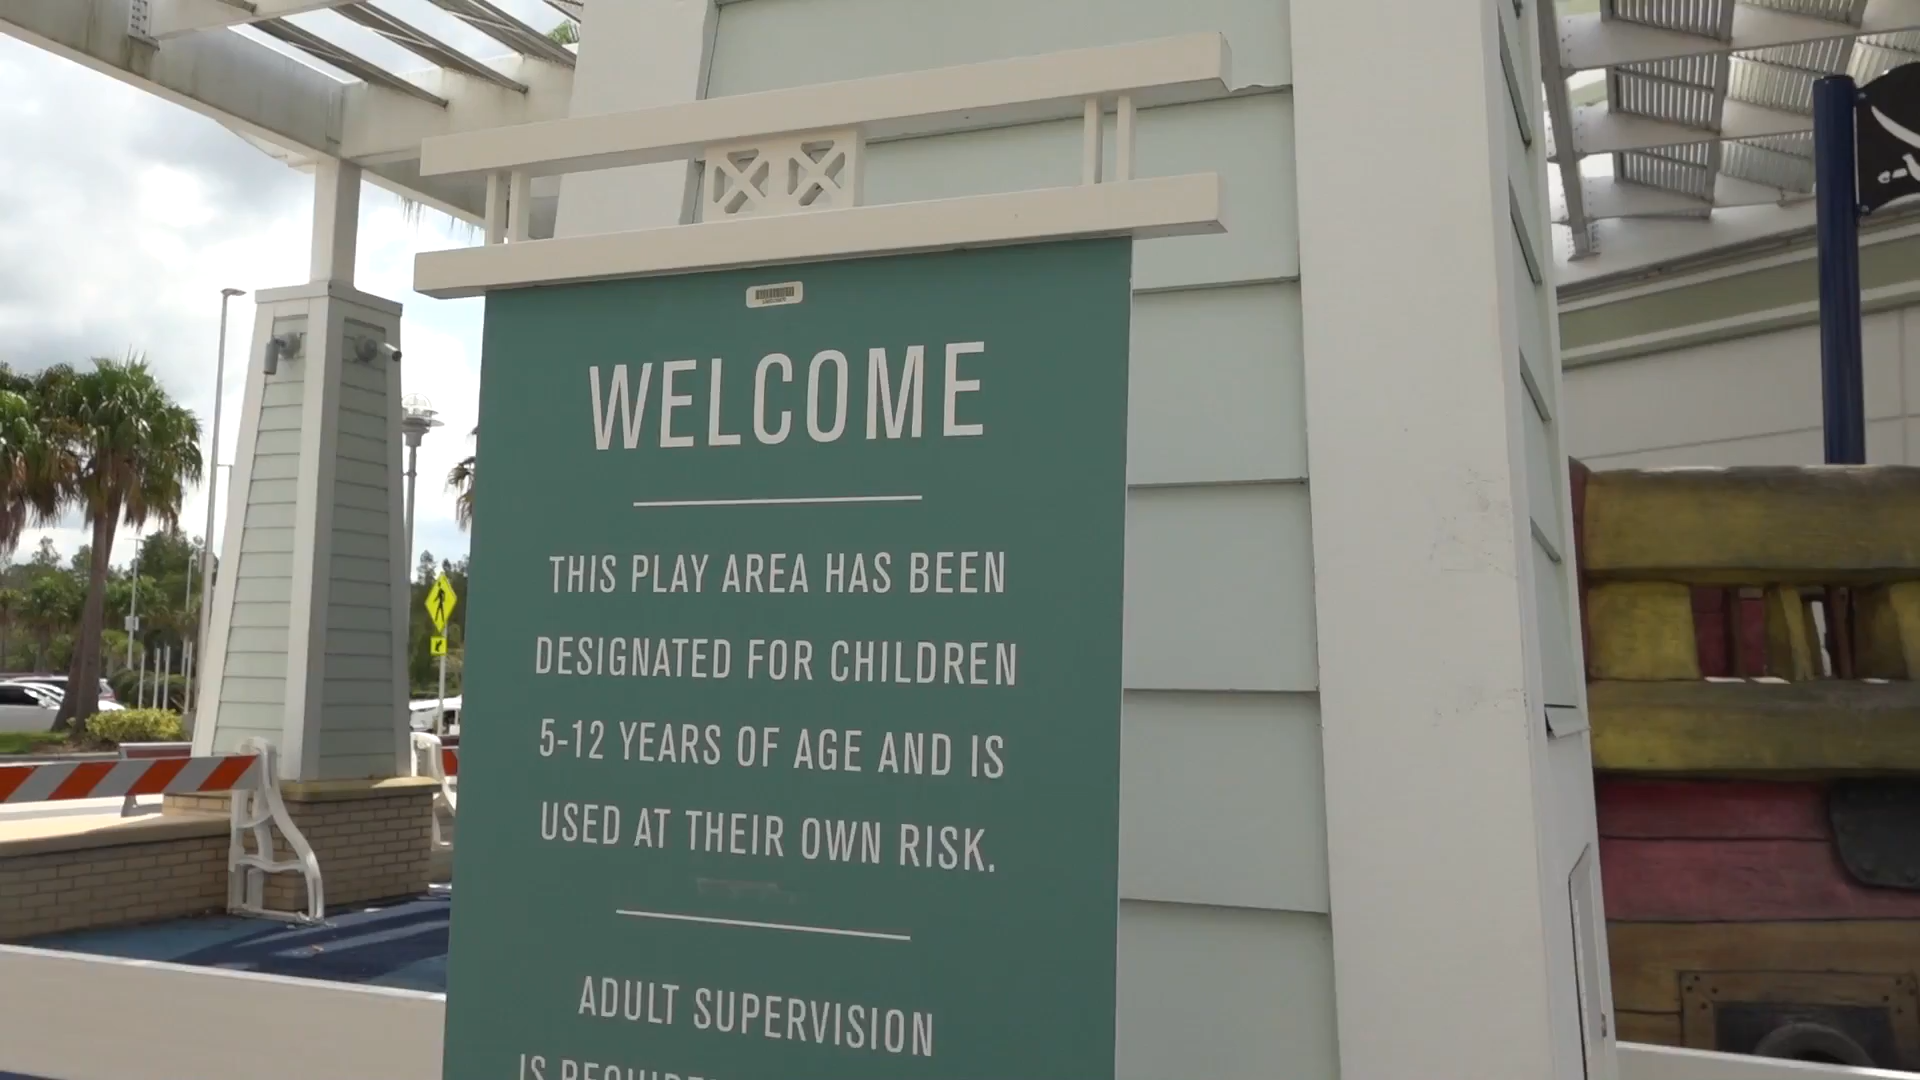 WELCOME
THIS PLAY AREA HAS BEEN
DESIGNATED FOR CHILDREN
5-12 YEARS OF AGE AND IS
USED AT THEIR OWN RISK.
ADULT SUPERVISION
IS